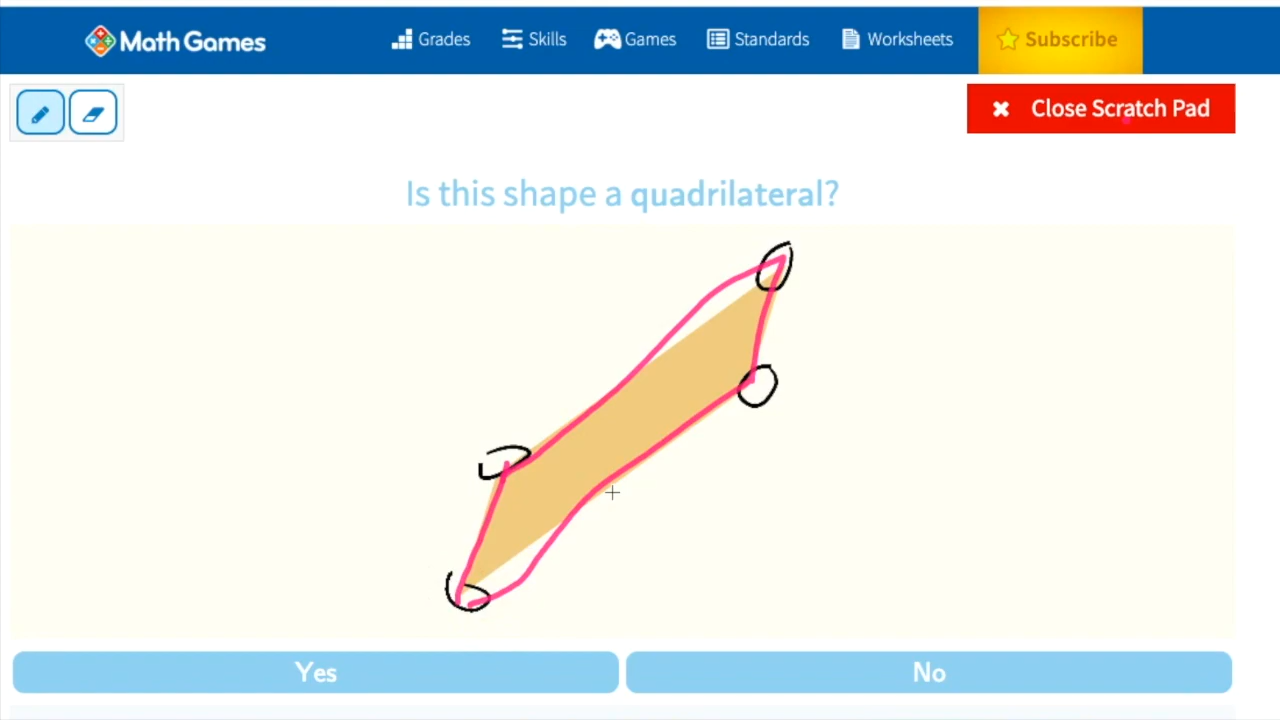 Math Games
Grades
Skills
Games
Standards
Worksheets
Subscribe
Close Scratch Pad
Is this shape a quadrilateral?
Yes
No